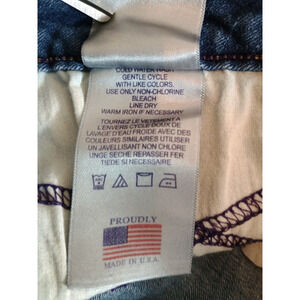 COLD WATER WASH
GENTLE CYCLE
WITH LIKE COLORS.
USE ONLY NON-CHLORINE
BLEACH
LINE DRY
WARM IRON IF NECESSARY
TOURNEZ LE VETEMENT A
L'ENVERS CYCLE DOUX DE
LAVAGE D'EAU FROIDE AVEC DES
COULEURS SIMILAIRES UTILISER
UN JAVELLISANT NON CHLORE
LINGE SECHE REPASSER FER
TIEDE SI NECESSAIRE
PROUDLY
MADE IN U.S.A.